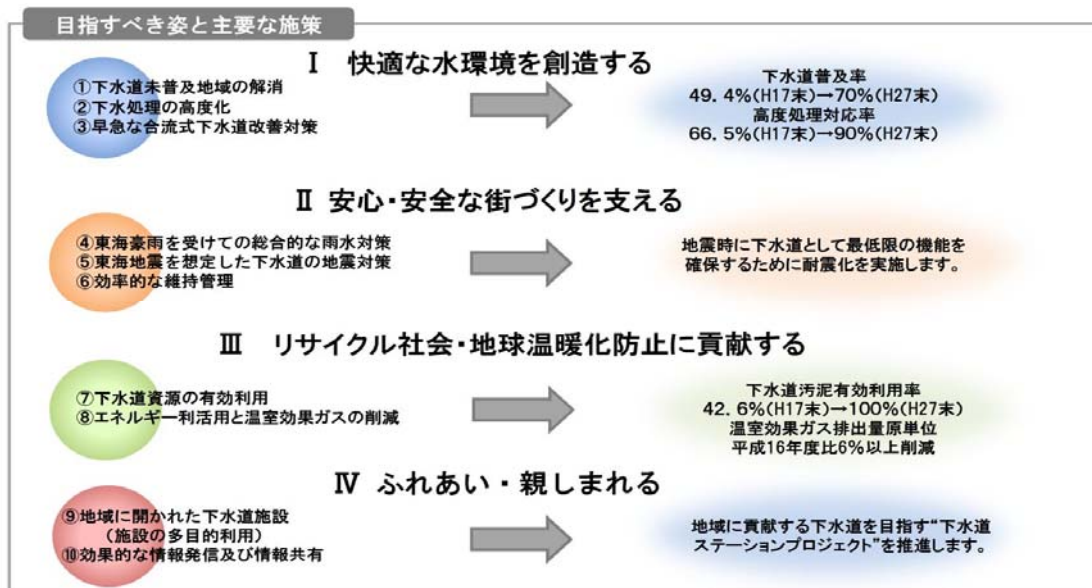 目指すべき姿と主要な施策
Ⅰ 快適な水環境を創造する
①下水道未普及地域の解消
②下水処理の高度化
③早急な合流式下水道改善対策
下水道普及率
49.4%(H17末)→70%(H27末)
高度処理対応率
66.5%(H17末)→90%(H27末)
Ⅱ 安心・安全な街づくりを支える
④東海豪雨を受けての総合的な雨水対策
⑤東海地震を想定した下水道の地震対策
⑥効率的な維持管理
地震時に下水道として最低限の機能を
確保するために耐震化を実施します。
Ⅲ リサイクル社会・地球温暖化防止に貢献する
⑦下水道資源の有効利用
⑧エネルギー利活用と温室効果ガスの削減
下水道汚泥有効利用率
42.6%(H17末)→100%(H27末)
温室効果ガス排出量原単位
平成16年度比6%以上削減
Ⅳ ふれあい・親しまれる
⑨地域に開かれた下水道施設
(施設の多目的利用)
⑩効果的な情報発信及び情報共有
地域に貢献する下水道を目指す“下水道
ステーションプロジェクト”を推進します。